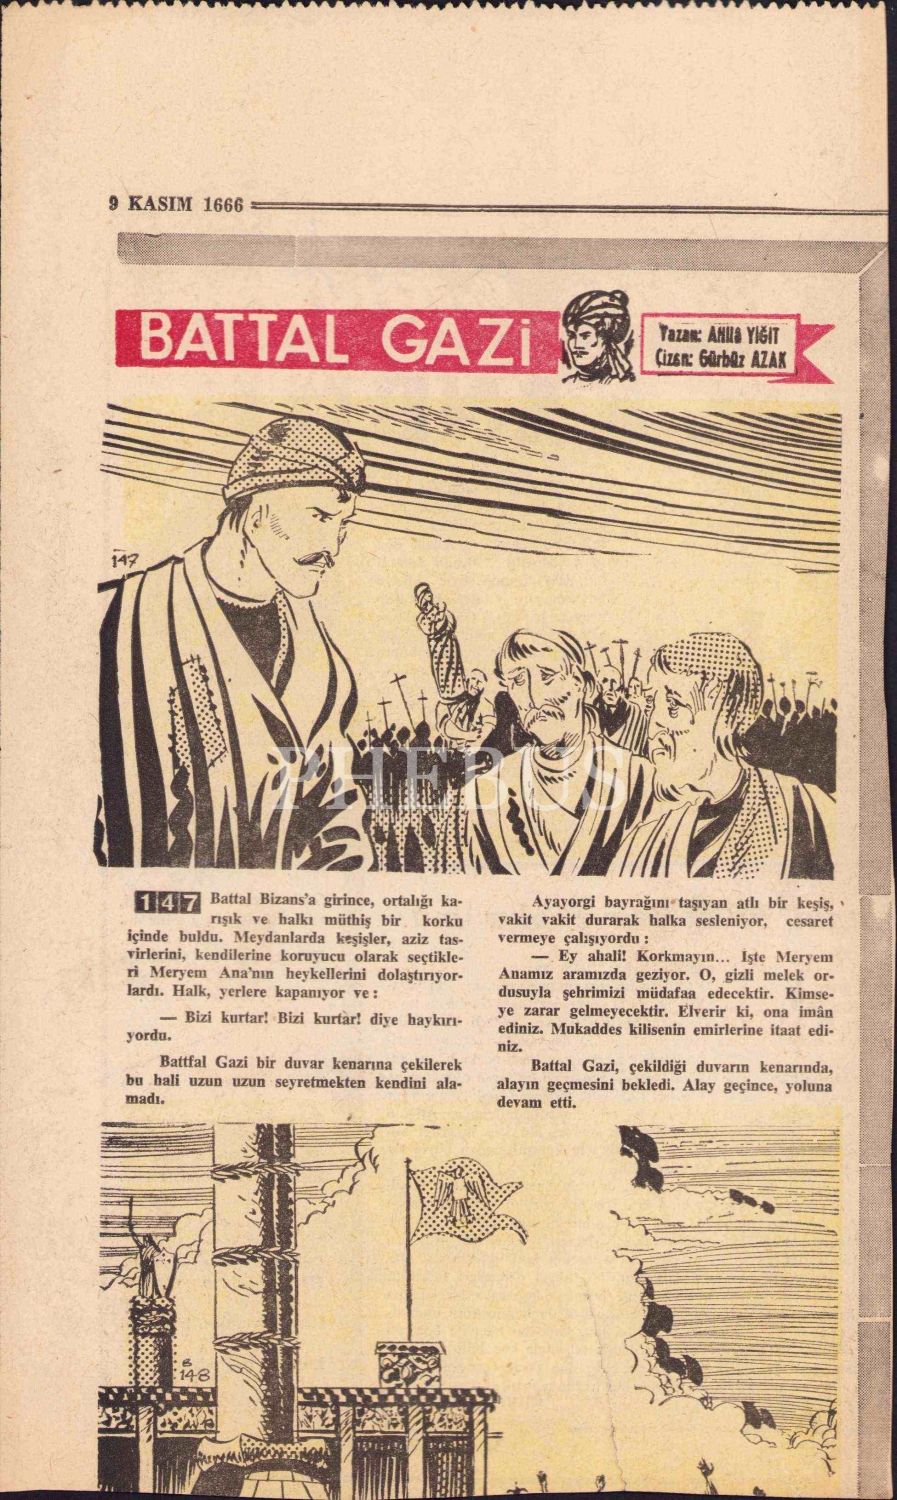 9 KASIM 1666
BATTAL GAZİ
Yazan: Atilla YİĞİT
Çizen: Gürbüz AZAK
147
PHEBUS
147 Battal Bizans'a girince, ortalığı ka-
rışık ve halkı müthiş bir korku
içinde buldu. Meydanlarda keşişler, aziz tas-
virlerini, kendilerine koruyucu olarak seçtikle-
ri Meryem Ana'nın heykellerini dolaştırıyor-
lardı. Halk, yerlere kapanıyor ve :
— Bizi kurtar! Bizi kurtar! diye haykırı-
yordu.
Battfal Gazi bir duvar kenarına çekilerek
bu hali uzun uzun seyretmekten kendini ala-
madı.
Ayayorgi bayrağını taşıyan atlı bir keşiş,
vakit vakit durarak halka sesleniyor, cesaret
vermeye çalışıyordu :
— Ey ahali! Korkmayın... İşte Meryem
Anamız aramızda geziyor. O, gizli melek or-
dusuyla şehrimizi müdafaa edecektir. Kimse-
ye zarar gelmeyecektir. Elverir ki, ona imân
ediniz. Mukaddes kilisenin emirlerine itaat edi-
niz.
Battal Gazi, çekildiği duvarın kenarında,
alayın geçmesini bekledi. Alay geçince, yoluna
devam etti.
148